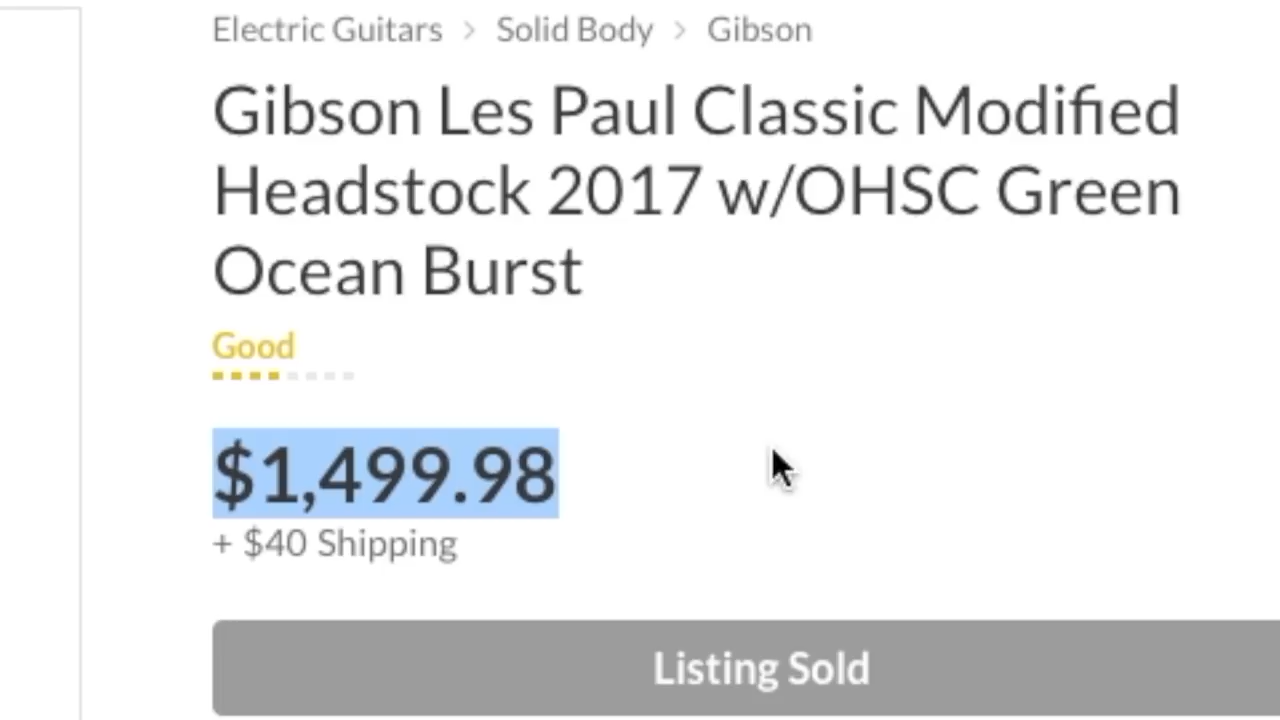 Electric Guitars > Solid Body > Gibson
Gibson Les Paul Classic Modified
Headstock 2017 w/OHSC Green
Ocean Burst
Good
$1,499.98
+ $40 Shipping
Listing Sold